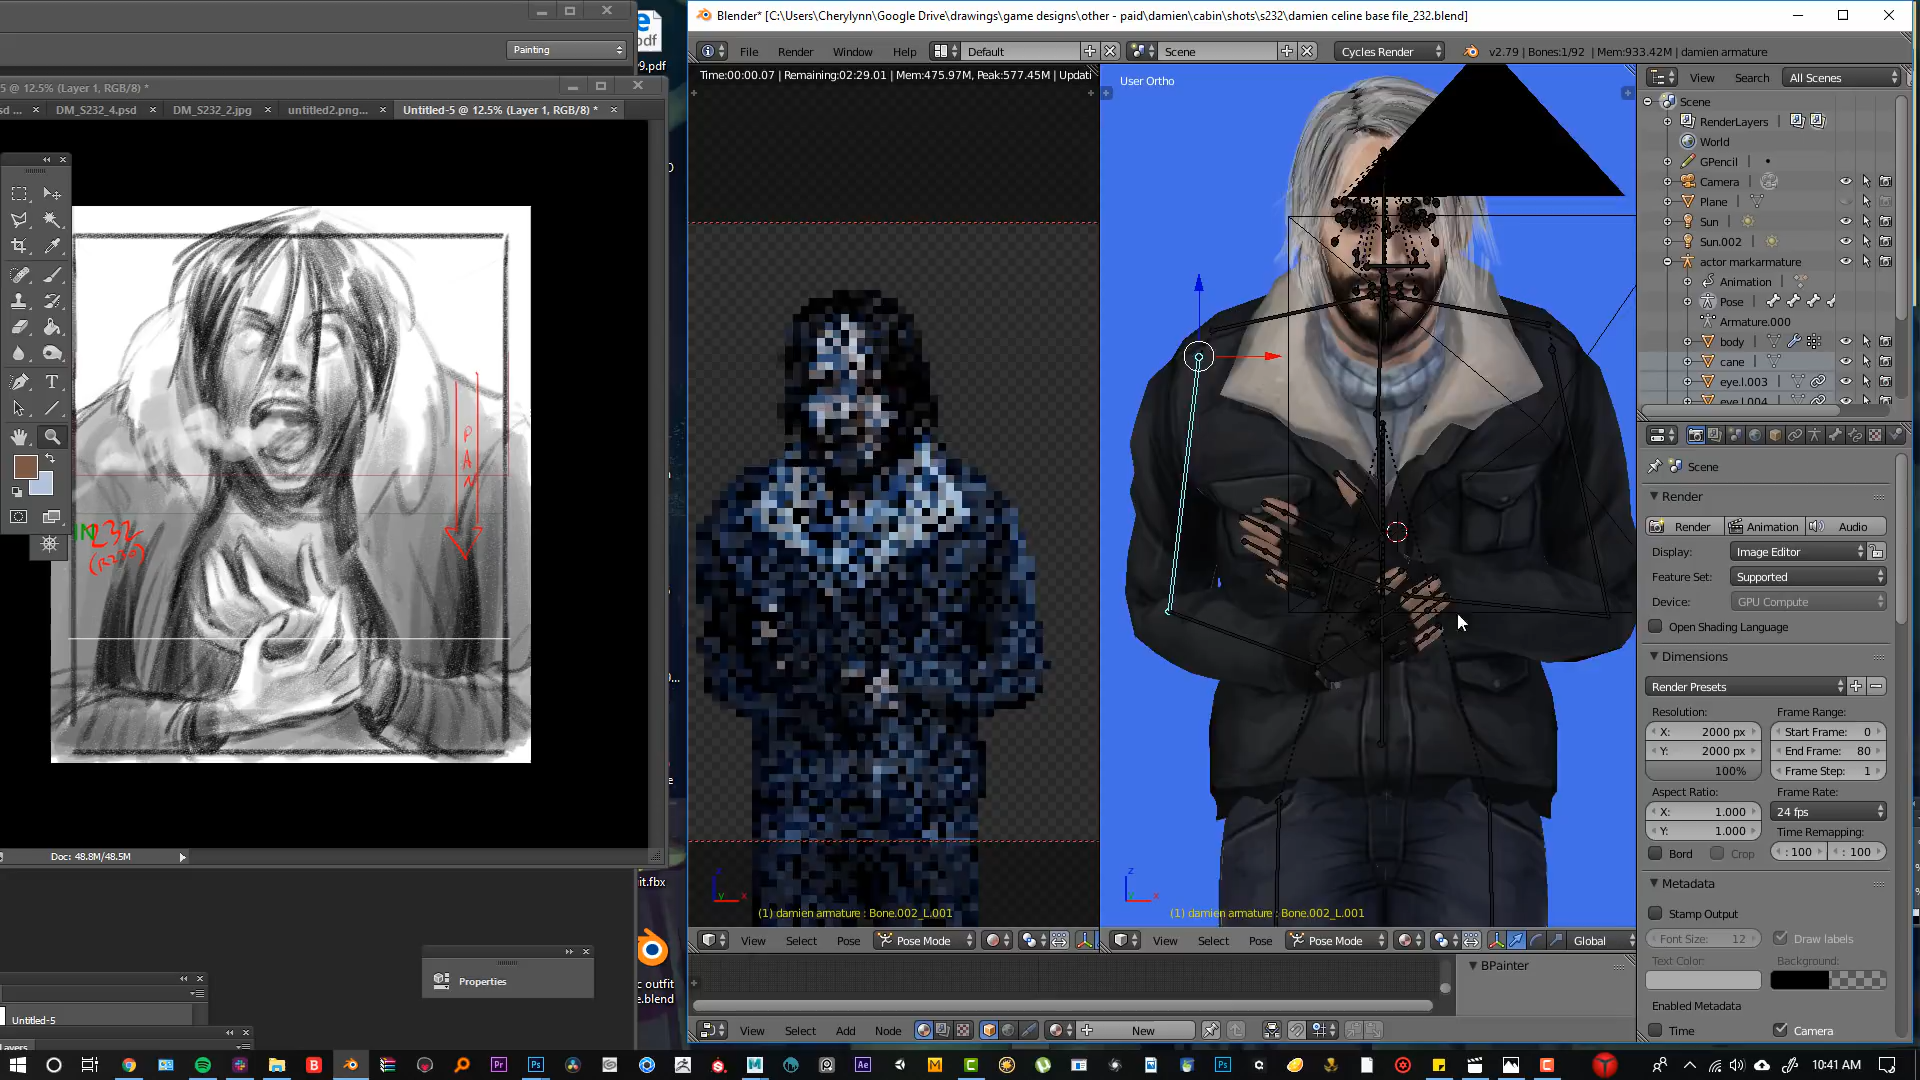 Painting
5 @ 12.5% (Layer 1, RGB/8) *
DM_S232_4.psd
DM_S232_2.jpg
untitled2.png...
Untitled-5 @ 12.5% (Layer 1, RGB/8) *
PAN
IN
232
(R230)
Doc: 48.8M/48.5M
Properties
Untitled-5
ayers
pdf
9.pdf
it.fbx
c outfit
e.blend
Blender* [C:\Users\Cherylynn\Google Drive\drawings\game designs\other - paid\damien\cabin\shots\s232\damien celine base file_232.blend]
File
Render
Window
Help
Default
Scene
Cycles Render
v2.79 | Bones:1/92 | Mem:933.42M | damien armature
Time:00:00.07 | Remaining:02:29.01 | Mem:475.97M, Peak:577.45M | Updati
User Ortho
(1) damien armature : Bone.002_L.001
(1) damien armature : Bone.002_L.001
View
Select
Pose
Pose Mode
View
Select
Pose
Pose Mode
Global
BPainter
View
Select
Add
Node
New
View
Search
All Scenes
Scene
RenderLayers
World
GPencil
Camera
Plane
Sun
Sun.002
actor markarmature
Animation
Pose
Armature.000
body
cane
eye.l.003
eye.l.004
Scene
Render
Render
Animation
Audio
Display:
Image Editor
Feature Set:
Supported
Device:
GPU Compute
Open Shading Language
Dimensions
Render Presets
Resolution:
Frame Range:
X: 2000 px
Start Frame: 0
Y: 2000 px
End Frame: 80
100%
Frame Step: 1
Aspect Ratio:
Frame Rate:
X: 1.000
24 fps
Y: 1.000
Time Remapping:
Bord
Crop
: 100
: 100
Metadata
Stamp Output
Font Size: 12
Draw labels
Text Color:
Background:
Enabled Metadata
Time
Camera
10:41 AM